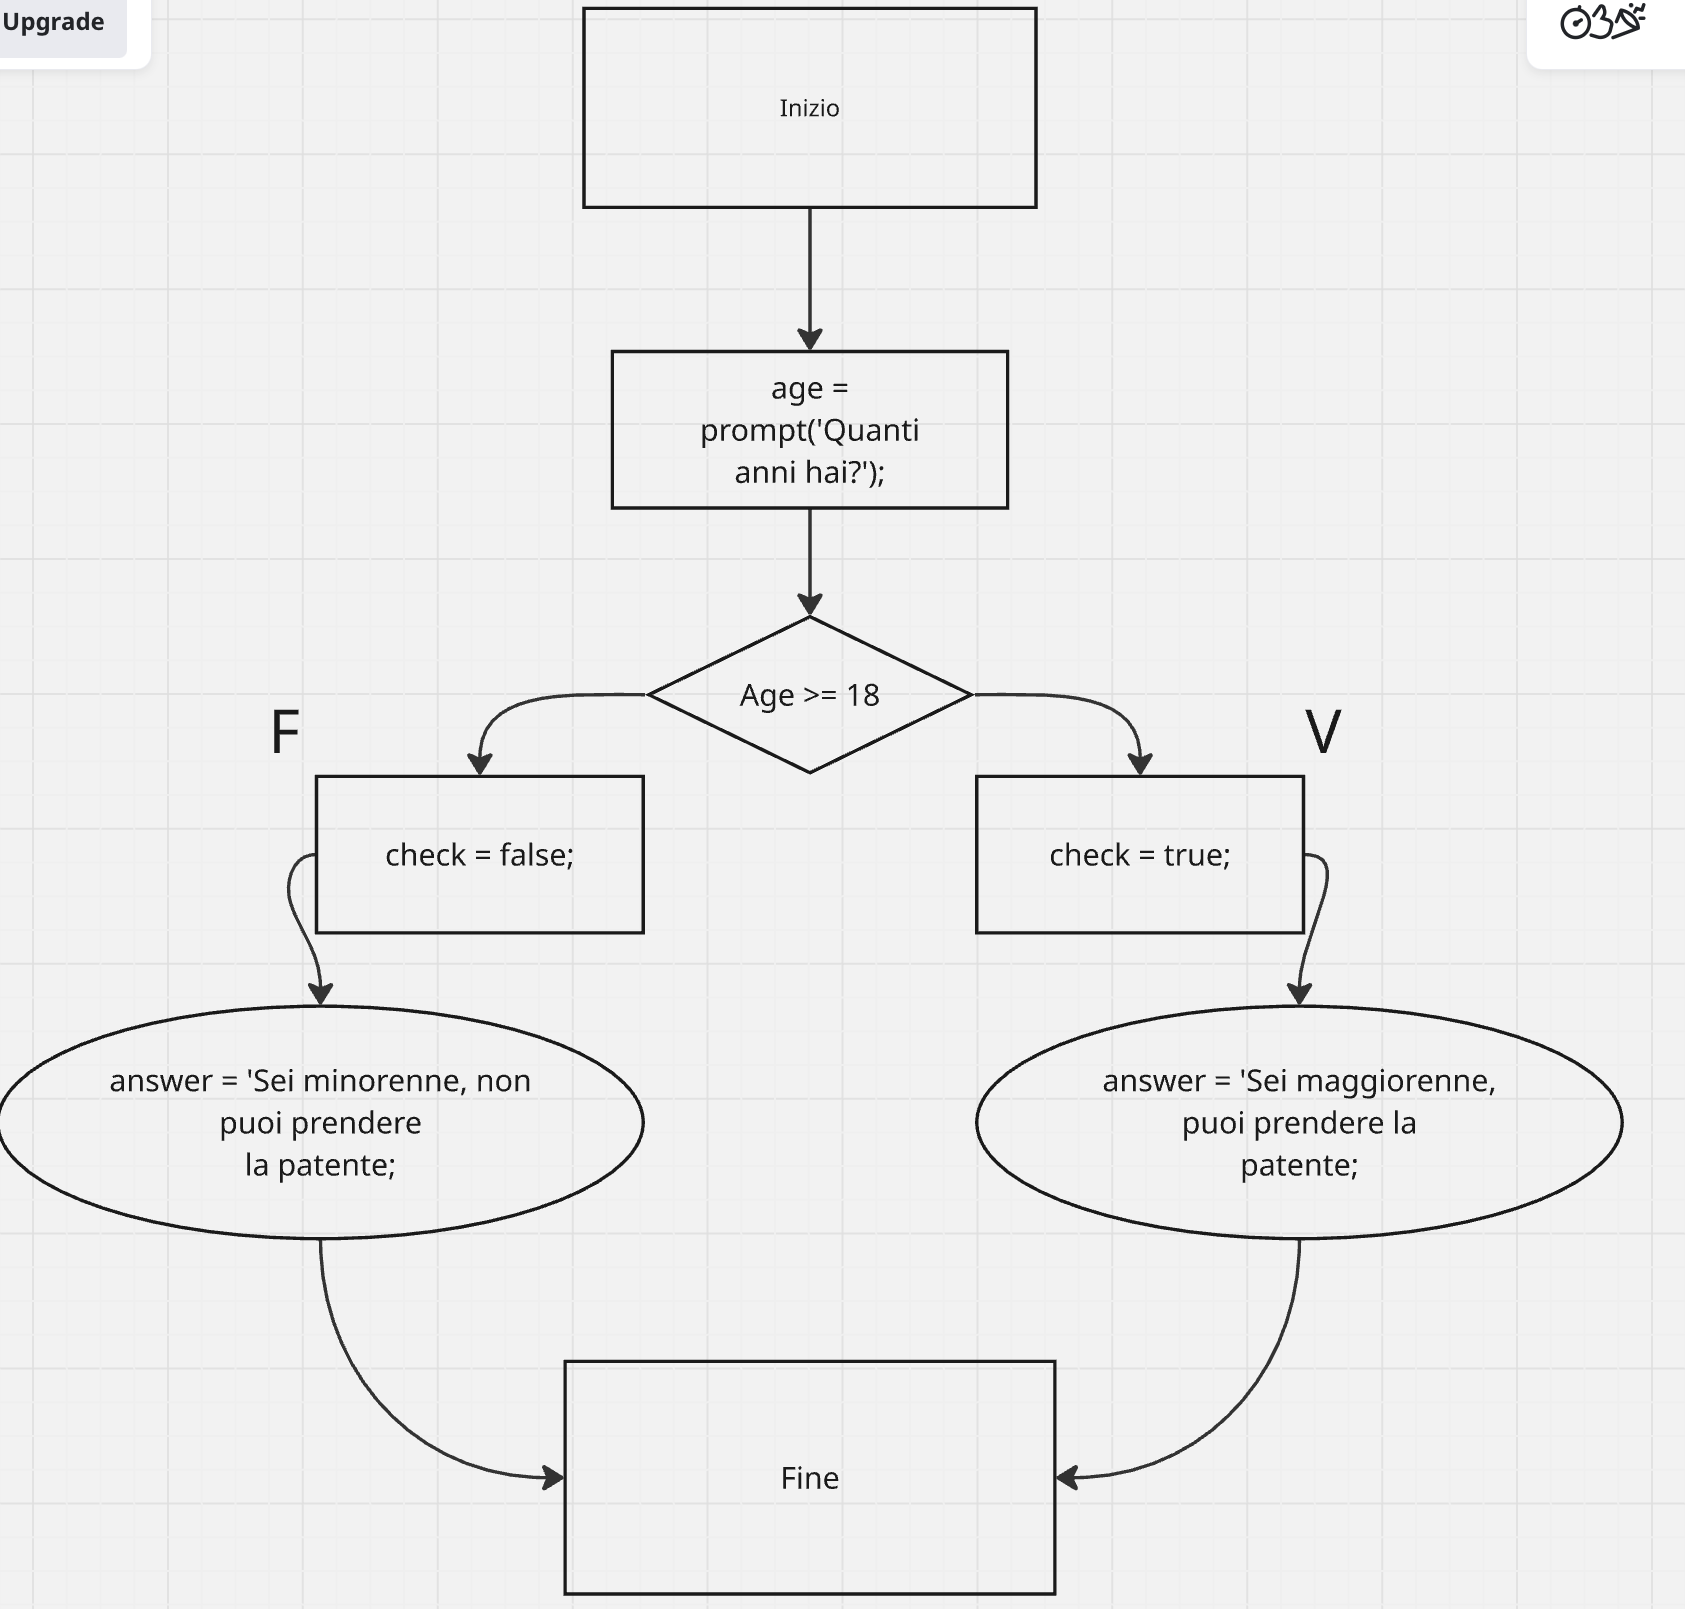 Upgrade
Inizio
age =
prompt('Quanti
anni hai?');
Age >= 18
F
V
check = false;
check = true;
answer = 'Sei minorenne, non
puoi prendere
la patente;
answer = 'Sei maggiorenne,
puoi prendere la
patente;
Fine